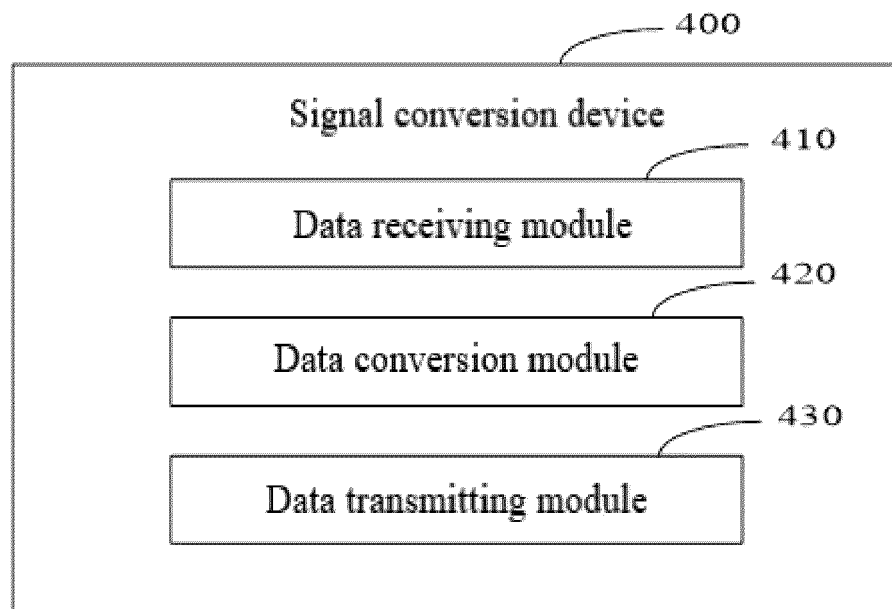 400
Signal conversion device
410
Data receiving module
420
Data conversion module
430
Data transmitting module